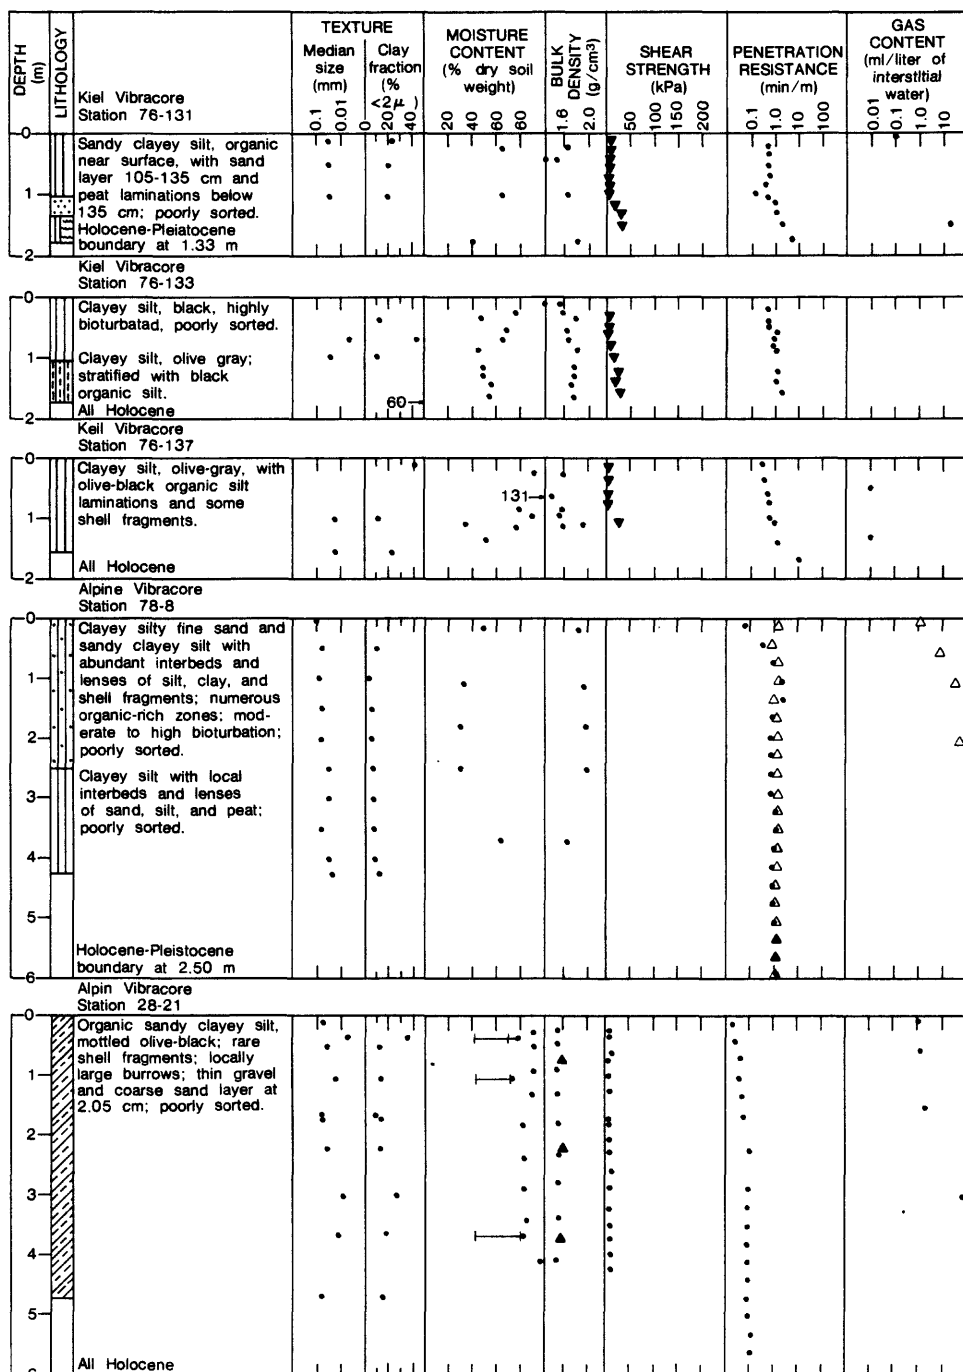 DEPTH (m)
LITHOLOGY
Kiel Vibracore
Station 76-131
TEXTURE
Median size (mm)
Clay fraction (% <2μ )
MOISTURE CONTENT (% dry soil weight)
BULK DENSITY (g/cm³)
SHEAR STRENGTH (kPa)
PENETRATION RESISTANCE (min/m)
GAS CONTENT (ml/liter of interstitial water)
0.1 0.01
0 20 40
20 40 60 80
1.6 2.0
50 100 150 200
0.1 1.0 10 100
0.01 0.1 1.0 10
0
Sandy clayey silt, organic
near surface, with sand
layer 105-135 cm and
1
peat laminations below
135 cm; poorly sorted.
Holocene-Pleiatocene
boundary at 1.33 m
2
Kiel Vibracore
Station 76-133
0
Clayey silt, black, highly
bioturbatad, poorly sorted.
1
Clayey silt, olive gray;
stratified with black
organic silt.
60
All Holocene
2
Keil Vibracore
Station 76-137
0
Clayey silt, olive-gray, with
olive-black organic silt
laminations and some
131
1
shell fragments.
All Holocene
2
Alpine Vibracore
Station 78-8
0
Clayey silty fine sand and
sandy clayey silt with
abundant interbeds and
1
lenses of silt, clay, and
shell fragments; numerous
organic-rich zones; mod-
erate to high bioturbation;
2
poorly sorted.
Clayey silt with local
interbeds and lenses
3
of sand, silt, and peat;
poorly sorted.
4
5
Holocene-Pleistocene
boundary at 2.50 m
6
Alpin Vibracore
Station 28-21
0
Organic sandy clayey silt,
mottled olive-black; rare
shell fragments; locally
large burrows; thin gravel
1
and coarse sand layer at
2.05 cm; poorly sorted.
2
3
4
5
All Holocene
6